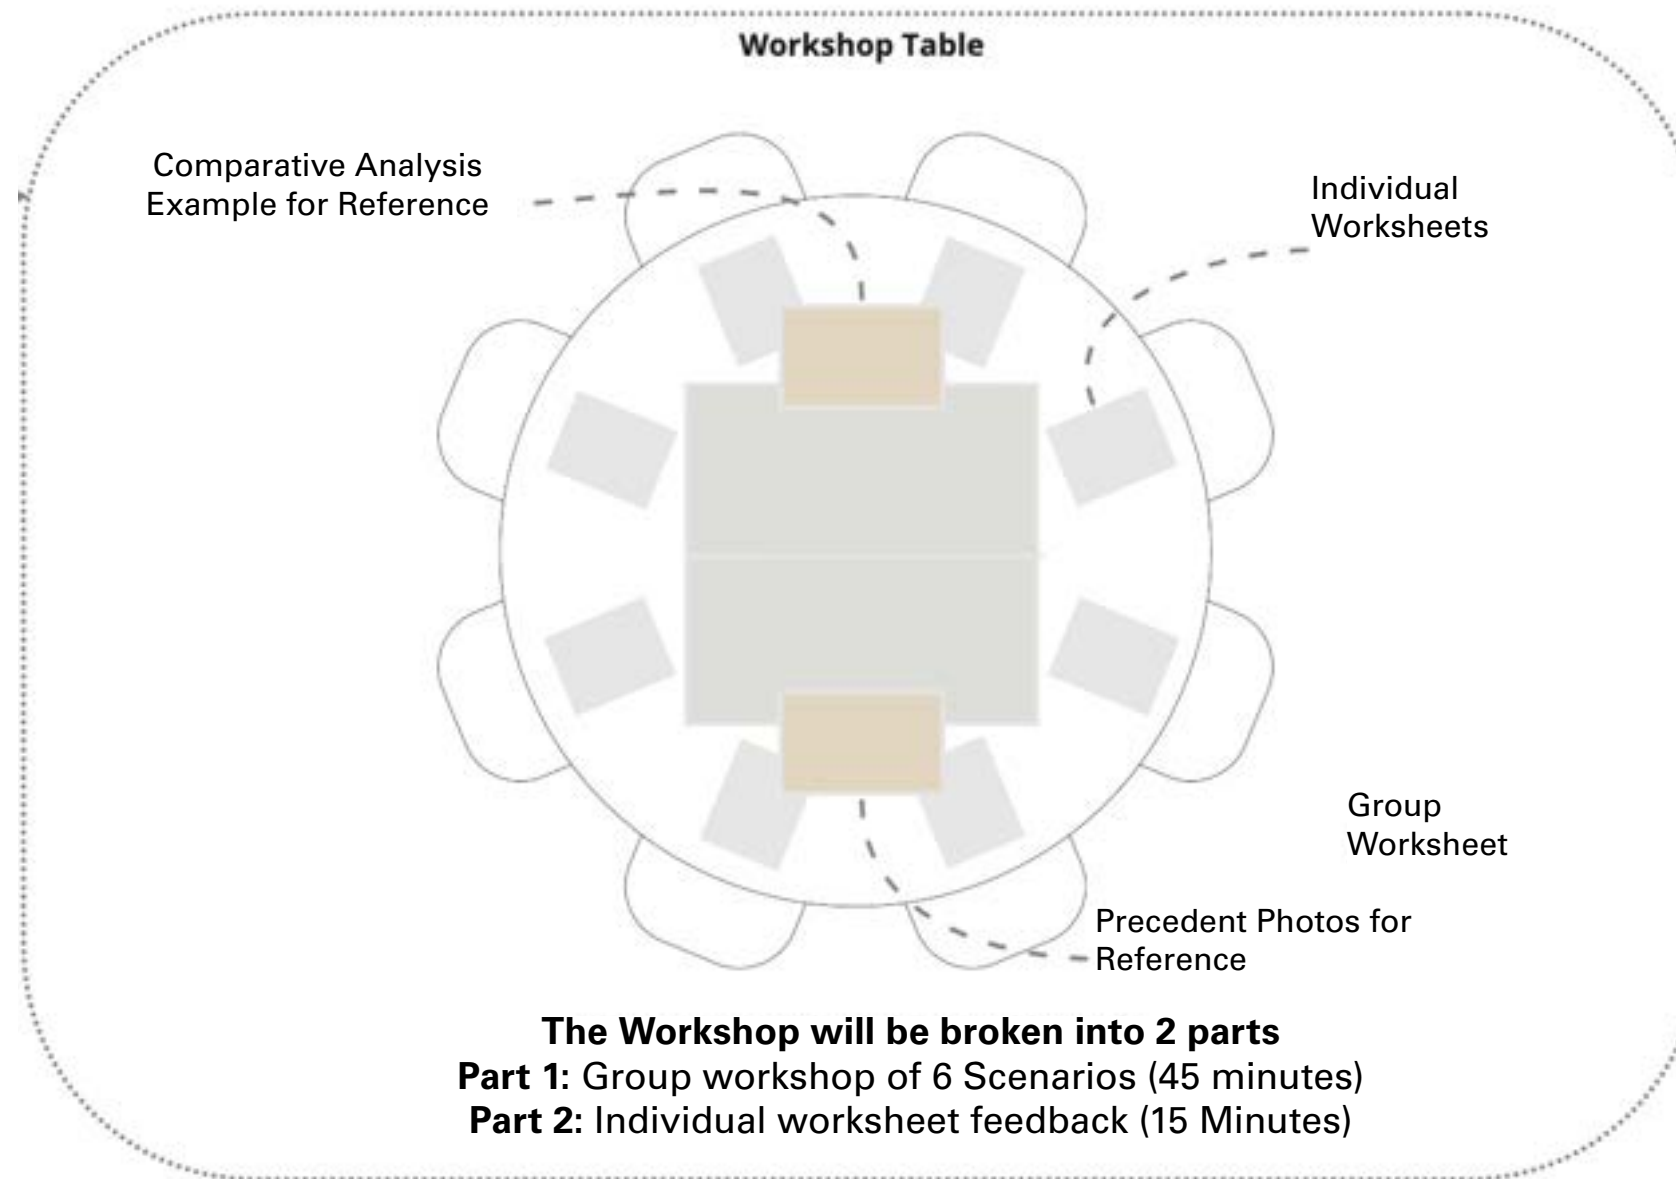 Workshop Table
Comparative Analysis
Example for Reference
Individual
Worksheets
Group
Worksheet
Precedent Photos for
Reference
The Workshop will be broken into 2 parts
Part 1: Group workshop of 6 Scenarios (45 minutes)
Part 2: Individual worksheet feedback (15 Minutes)